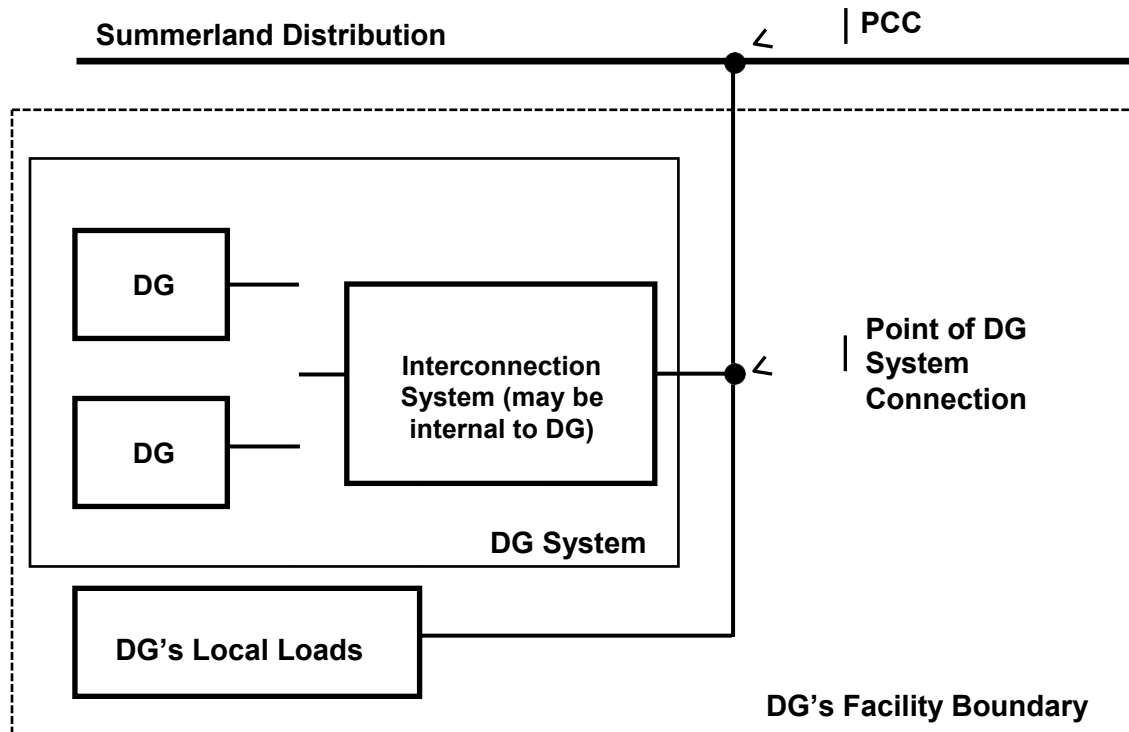 Summerland Distribution
PCC
DG
Interconnection
System (may be
internal to DG)
Point of DG
System
Connection
DG
DG System
DG's Local Loads
DG's Facility Boundary